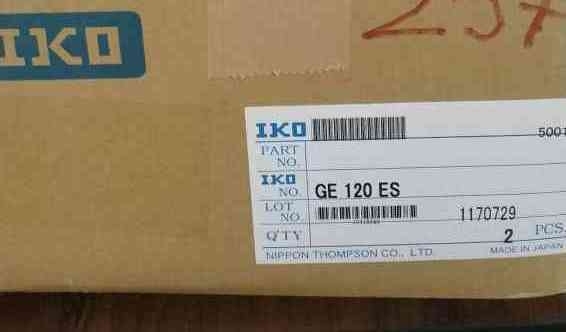 IKO
237
IKO
5001
PART NO.
IKO NO. GE 120 ES
LOT NO. 1170729
Q'TY 2 PCS.
NIPPON THOMPSON CO., LTD. MADE IN JAPAN